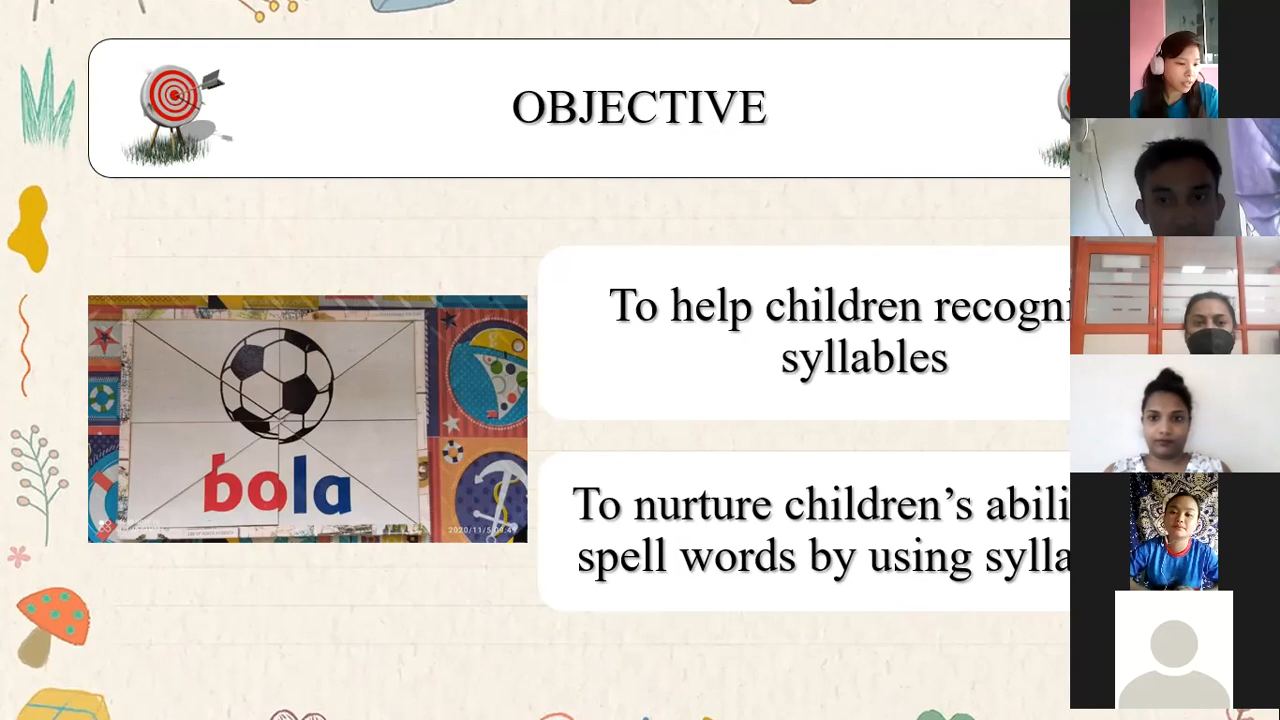 OBJECTIVE
To help children recogni
syllables
bola
To nurture children's abili
spell words by using sylla